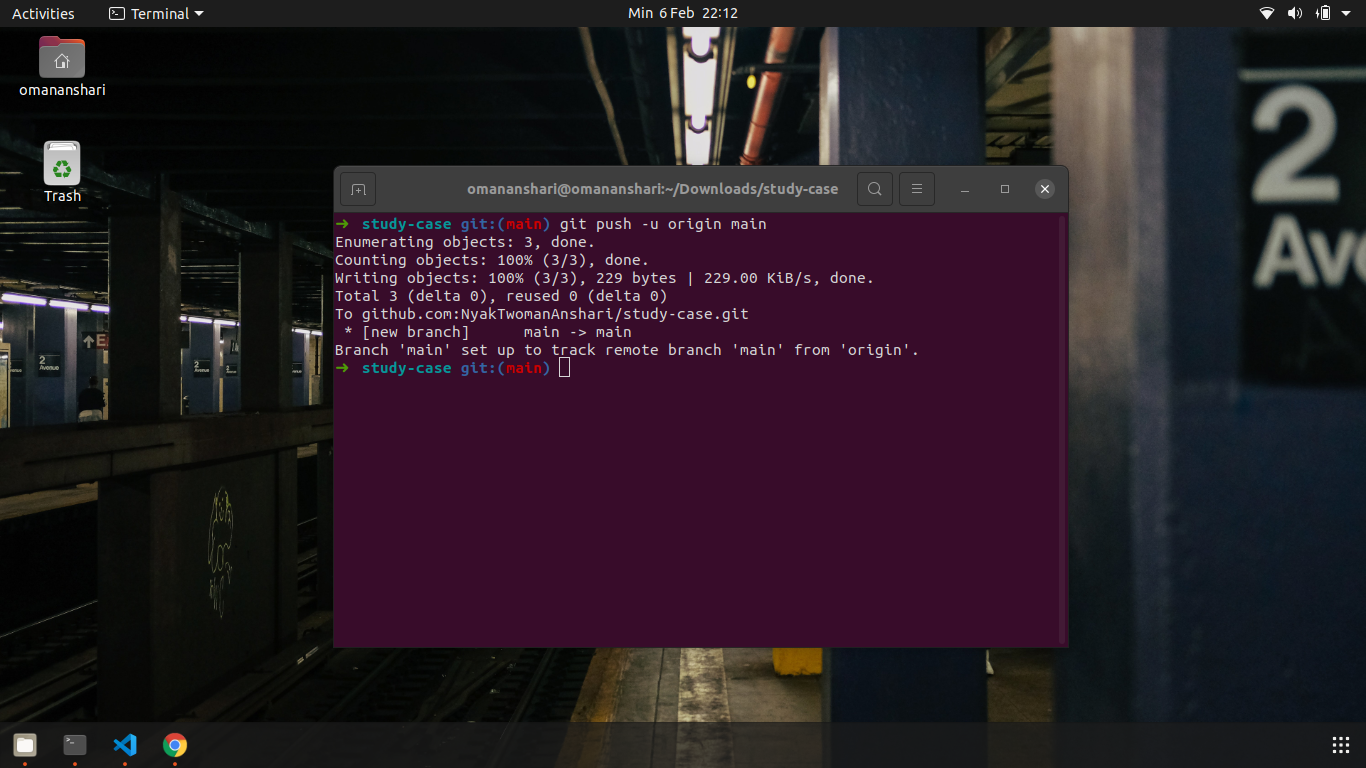 Activities
Terminal
Min 6 Feb 22:12
omananshari
Trash
omananshari@omananshari:~/Downloads/study-case
➜ study-case git:(main) git push -u origin main
Enumerating objects: 3, done.
Counting objects: 100% (3/3), done.
Writing objects: 100% (3/3), 229 bytes | 229.00 KiB/s, done.
Total 3 (delta 0), reused 0 (delta 0)
To github.com:NyakTwomanAnshari/study-case.git
 * [new branch]      main -> main
Branch 'main' set up to track remote branch 'main' from 'origin'.
➜ study-case git:(main)
2
Ave
E
2
Avenue
2
Avenue